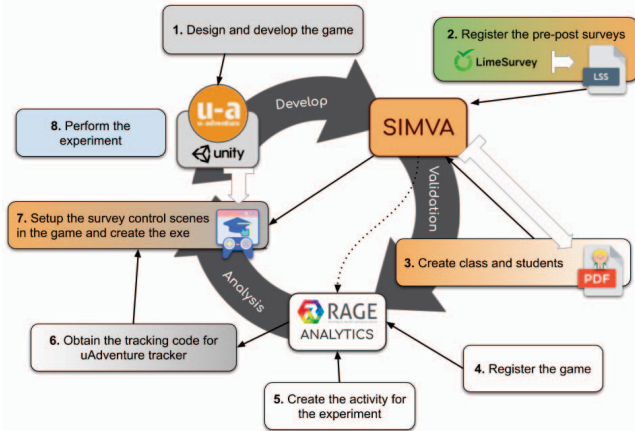 1. Design and develop the game
2. Register the pre-post surveys
LimeSurvey
LSS
u-a
u-adventure
unity
Develop
SIMVA
8. Perform the
experiment
Validation
7. Setup the survey control scenes
in the game and create the exe
3. Create class and students
PDF
Analysis
RAGE
ANALYTICS
6. Obtain the tracking code for
uAdventure tracker
4. Register the game
5. Create the activity for
the experiment